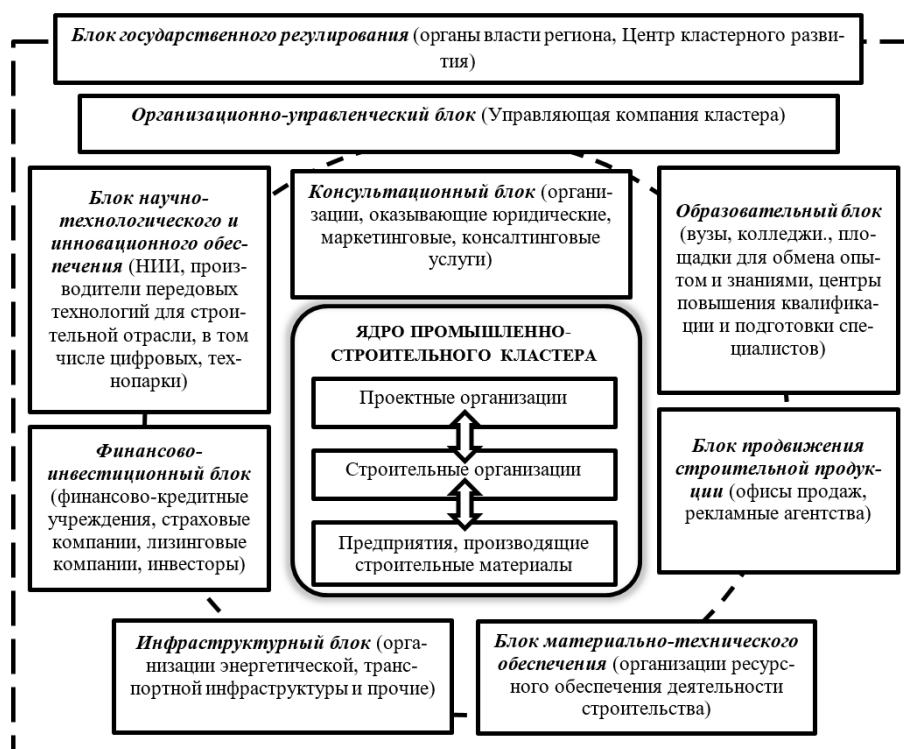 Блок государственного регулирования (органы власти региона, Центр кластерного разви-
тия)
Организационно-управленческий блок (Управляющая компания кластера)
Блок научно-
технологического и
инновационного обес-
печения (НИИ, произ-
водители передовых
технологий для строи-
тельной отрасли, в том
числе цифровых, тех-
нопарки)
Консультационный блок (органи-
зации, оказывающие юридические,
маркетинговые, консалтинговые
услуги)
Образовательный блок
(вузы, колледжи., пло-
щадки для обмена опы-
том и знаниями, центры
повышения квалифика-
ции и подготовки спе-
циалистов)
ЯДРО ПРОМЫШЛЕННО-
СТРОИТЕЛЬНОГО КЛАСТЕРА
Проектные организации
Строительные организации
Предприятия, производящие
строительные материалы
Финансово-
инвестиционный блок
(финансово-кредитные
учреждения, страховые
компании, лизинговые
компании, инвесторы)
Блок продвижения
строительной продук-
ции (офисы продаж,
рекламные агентства)
Инфраструктурный блок (орга-
низации энергетической, транс-
портной инфраструктуры и прочие)
Блок материально-технического
обеспечения (организации ресурс-
ного обеспечения деятельности
строительства)